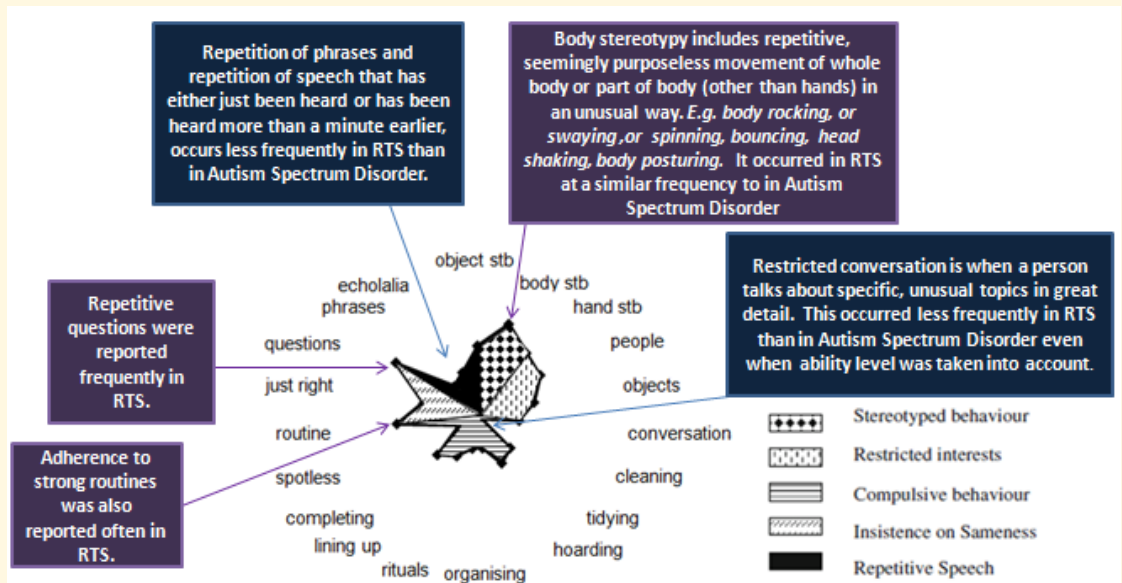 Repetition of phrases and
repetition of speech that has
either just been heard or has been
heard more than a minute earlier,
occurs less frequently in RTS than
in Autism Spectrum Disorder.
Body stereotypy includes repetitive,
seemingly purposeless movement of whole
body or part of body (other than hands) in
an unusual way. E.g. body rocking, or
swaying ,or spinning, bouncing, head
shaking, body posturing. It occurred in RTS
at a similar frequency to in Autism
Spectrum Disorder
Restricted conversation is when a person
talks about specific, unusual topics in great
detail. This occurred less frequently in RTS
than in Autism Spectrum Disorder even
when ability level was taken into account.
Repetitive
questions were
reported
frequently in
RTS.
Adherence to
strong routines
was also
reported often in
RTS.
object stb
body stb
hand stb
people
objects
conversation
cleaning
tidying
hoarding
organising
rituals
lining up
completing
spotless
routine
just right
questions
phrases
echolalia
Stereotyped behaviour
Restricted interests
Compulsive behaviour
Insistence on Sameness
Repetitive Speech